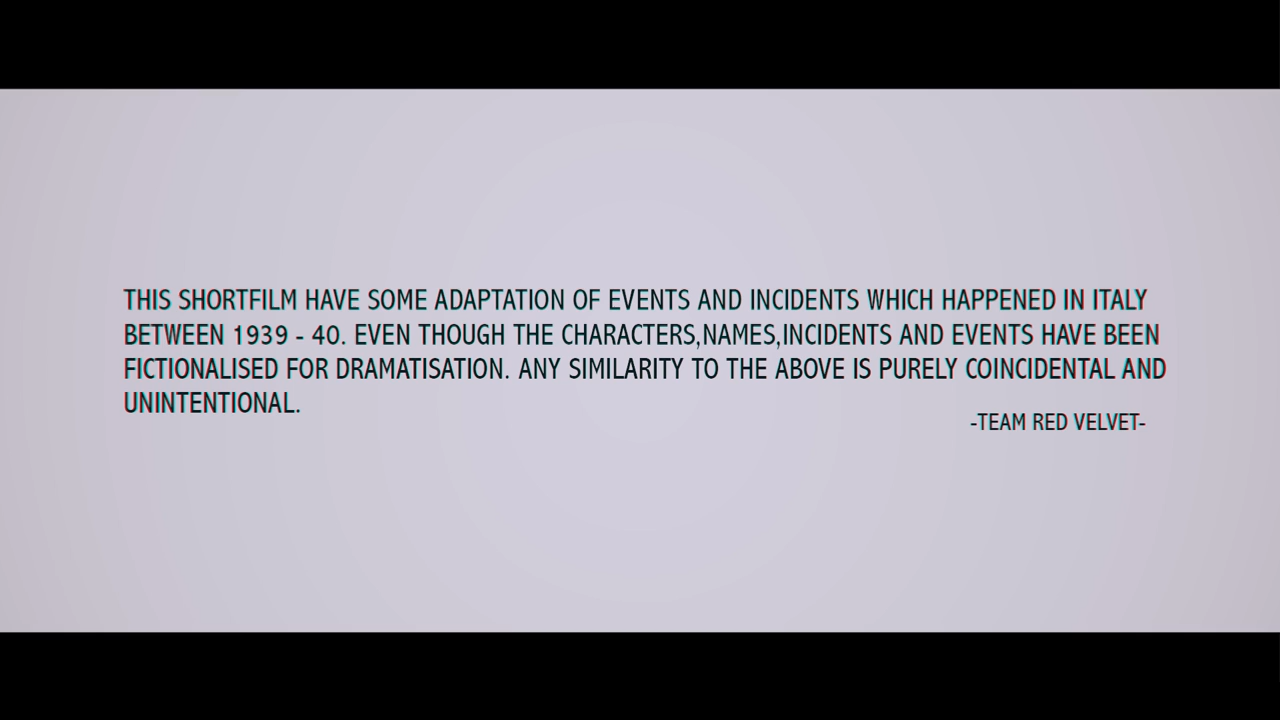 THIS SHORTFILM HAVE SOME ADAPTATION OF EVENTS AND INCIDENTS WHICH HAPPENED IN ITALY
BETWEEN 1939 - 40. EVEN THOUGH THE CHARACTERS,NAMES,INCIDENTS AND EVENTS HAVE BEEN
FICTIONALISED FOR DRAMATISATION. ANY SIMILARITY TO THE ABOVE IS PURELY COINCIDENTAL AND
UNINTENTIONAL.
-TEAM RED VELVET-